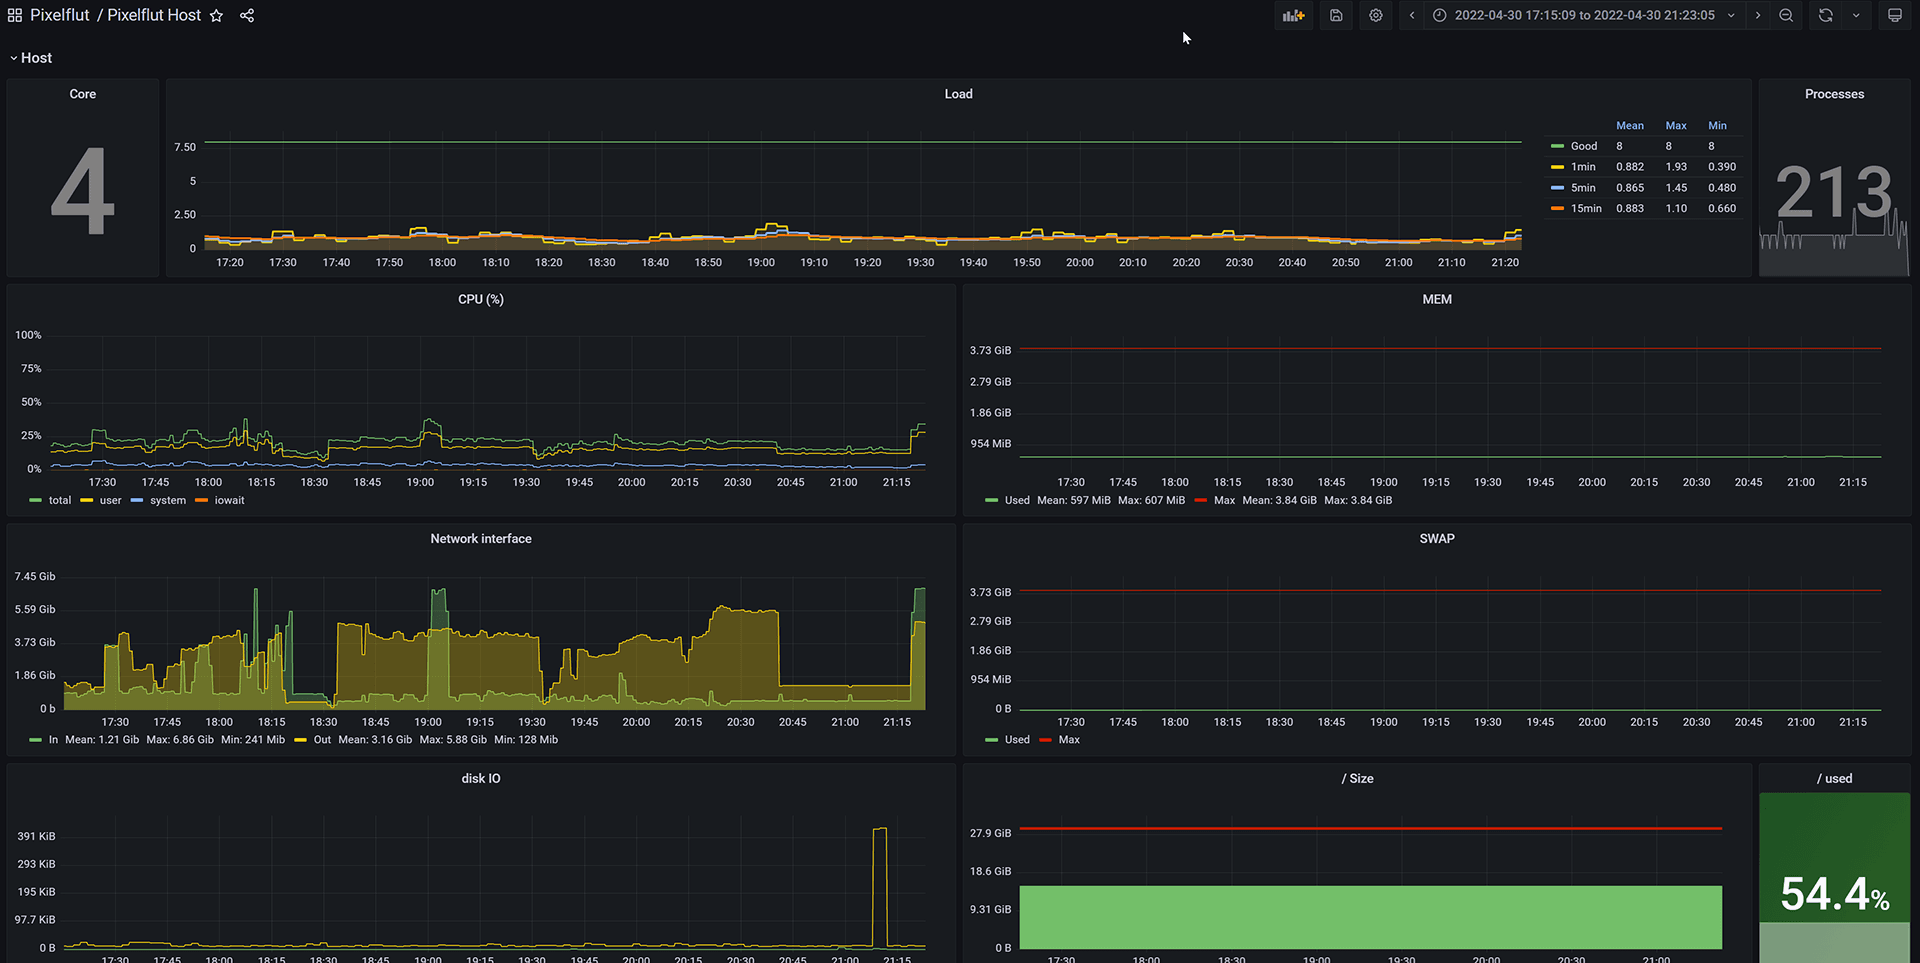 Pixelflut / Pixelflut Host
2022-04-30 17:15:09 to 2022-04-30 21:23:05
Host
Core
4
Load
7.50
5
2.50
0
17:20 17:30 17:40 17:50 18:00 18:10 18:20 18:30 18:40 18:50 19:00 19:10 19:20 19:30 19:40 19:50 20:00 20:10 20:20 20:30 20:40 20:50 21:00 21:10 21:20
Mean Max Min
Good 8 8 8
1min 0.882 1.93 0.390
5min 0.865 1.45 0.480
15min 0.883 1.10 0.660
Processes
213
CPU (%)
100%
75%
50%
25%
0%
17:30 17:45 18:00 18:15 18:30 18:45 19:00 19:15 19:30 19:45 20:00 20:15 20:30 20:45 21:00 21:15
total user system iowait
MEM
3.73 GiB
2.79 GiB
1.86 GiB
954 MiB
17:30 17:45 18:00 18:15 18:30 18:45 19:00 19:15 19:30 19:45 20:00 20:15 20:30 20:45 21:00 21:15
Used Mean: 597 MiB Max: 607 MiB Max Mean: 3.84 GiB Max: 3.84 GiB
Network interface
7.45 Gib
5.59 Gib
3.73 Gib
1.86 Gib
0 b
17:30 17:45 18:00 18:15 18:30 18:45 19:00 19:15 19:30 19:45 20:00 20:15 20:30 20:45 21:00 21:15
In Mean: 1.21 Gib Max: 6.86 Gib Min: 241 Mib Out Mean: 3.16 Gib Max: 5.88 Gib Min: 128 Mib
SWAP
3.73 GiB
2.79 GiB
1.86 GiB
954 MiB
0 B
17:30 17:45 18:00 18:15 18:30 18:45 19:00 19:15 19:30 19:45 20:00 20:15 20:30 20:45 21:00 21:15
Used Max
disk IO
391 KiB
293 KiB
195 KiB
97.7 KiB
0 B
17:30 17:45 18:00 18:15 18:30 18:45 19:00 19:15 19:30 19:45 20:00 20:15 20:30 20:45 21:00 21:15
/ Size
27.9 GiB
18.6 GiB
9.31 GiB
0 B
17:30 18:00 18:30 19:00 19:30 20:00 20:30 21:00
/ used
54.4%